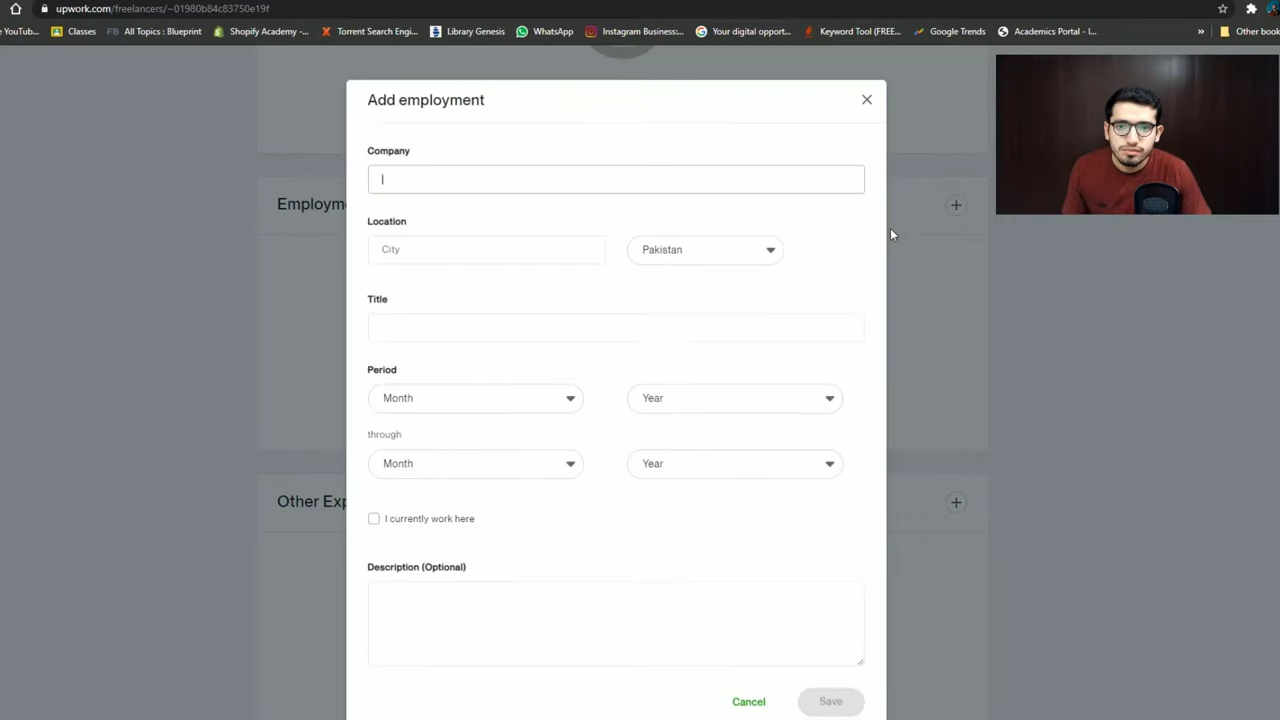 upwork.com/freelancers/~01980b84c83750e19f
YouTub... Classes FB All Topics : Blueprint Shopify Academy -... Torrent Search Engi... Library Genesis WhatsApp Instagram Business:... Your digital opport... Keyword Tool (FREE... Google Trends Academics Portal - I... » Other book
Add employment
Company
Employm
Location
City Pakistan
Title
Period
Month Year
through
Month Year
Other Exp
I currently work here
Description (Optional)
Cancel Save